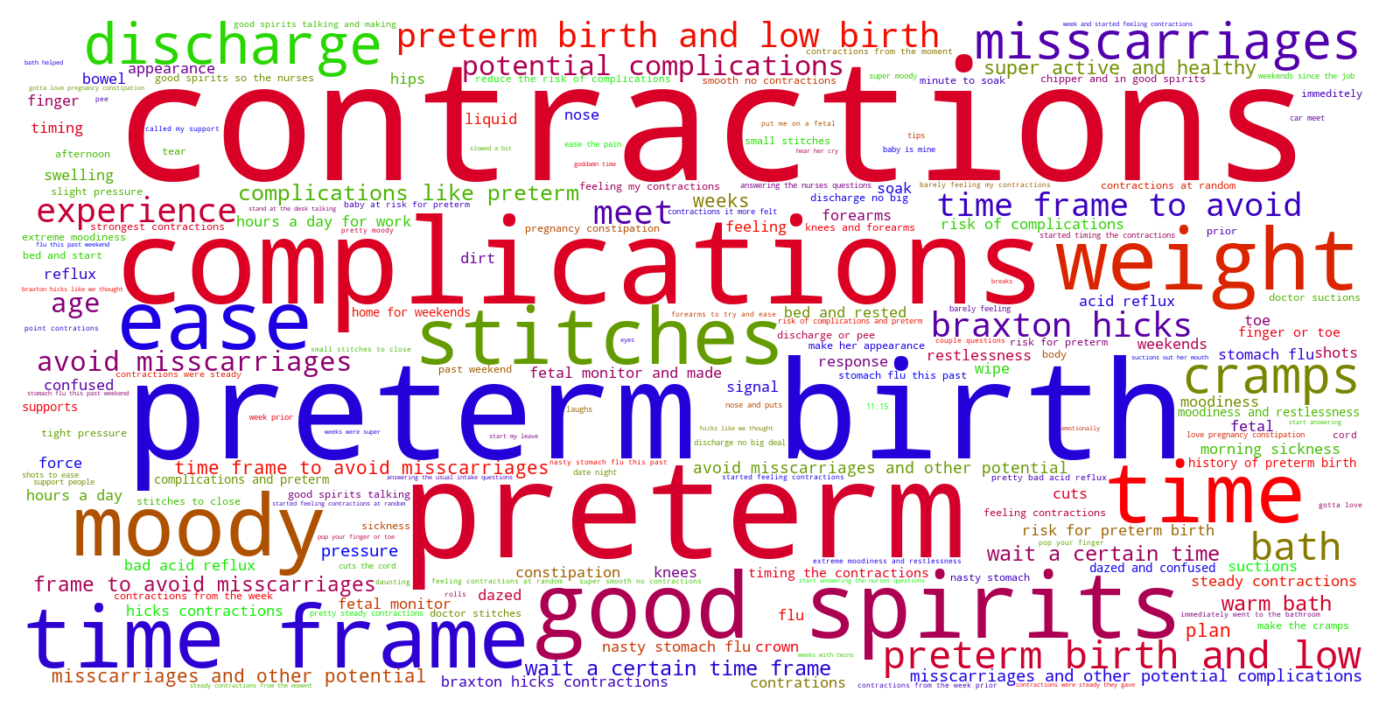 good spirits talking and making
week and started feeling contractions
discharge
preterm birth and low birth
misscarriages
contractions from the moment
bath helped
appearance
potential complications
super active and healthy
bowel
good spirits so the nurses
hips
reduce the risk of complications
smooth no contractions
super moody
minute to soak
chipper and in good spirits
weekends since the job
gotta love pregnancy constipation
contractions
finger
pee
immeditely
timing
called my support
liquid
nose
put me on a fetal
car meet
tips
small stitches
baby is mine
afternoon
tear
slowed a bit
ease the pain
hear her cry
goddamn time
swelling
slight pressure
complications like preterm
feeling my contractions
answering the nurses questions
soak
barely feeling my contractions
contractions at random
weeks
discharge no big
time frame to avoid
experience
stand at the desk talking
baby at risk for preterm
meet
contractions it more felt
forearms
strongest contractions
hours a day for work
pregnancy constipation
feeling
knees and forearms
risk of complications
prior
extreme moodiness
pretty moody
started timing the contractions
flu this past weekend
complications
weight
bed and start
dirt
reflux
doctor suctions
braxton hicks like we thought
breaks
age
ease
home for weekends
stitches
forearms to try and ease
bed and rested
barely feeling
acid reflux
point contrations
risk of complications and preterm
braxton hicks
toe
discharge or pee
couple questions
finger or toe
small stitches to close
eyes
make her appearance
risk for preterm
weekends
avoid misscarriages
past weekend
response
restlessness
body
suctions out her mouth
stomach flu
shots
contractions were steady
fetal monitor and made
stomach flu this past
wipe
cramps
confused
preterm birth
signal
stomach flu this past weekend
moodiness
supports
week prior
laughs
nose and puts
11:15
moodiness and restlessness
weeks were super
hicks like we thought
emotionally
fetal
start answering
tight pressure
start my leave
discharge no big deal
love pregnancy constipation
cord
morning sickness
force
time frame to avoid misscarriages
nasty stomach flu this past
avoid misscarriages and other potential
history of preterm birth
shots to ease
date night
support people
complications and preterm
answering the usual intake questions
started feeling contractions
pretty bad acid reflux
preterm
time
hours a day
good spirits talking
cuts
stitches to close
started feeling contractions at random
gotta love
moody
feeling contractions
sickness
risk for preterm birth
pop your finger or toe
pop your finger
bath
pressure
wait a certain time
cuts the cord
extreme moodiness and restlessness
dazed and confused
bad acid reflux
constipation
knees
timing the contractions
nasty stomach
suctions
frame to avoid misscarriages
daunting
feeling contractions at random
super smooth no contractions
start answering the nurses questions
steady contractions
contractions from the week
rolls
dazed
good spirits
hicks contractions
fetal monitor
warm bath
pretty steady contractions
doctor stitches
flu
immediately went to the bathroom
time frame
plan
make the cramps
nasty stomach flu
crown
preterm birth and low
weeks with twins
wait a certain time frame
misscarriages and other potential
braxton hicks contractions
contrations
misscarriages and other potential complications
steady contractions from the moment
contractions from the week prior
contractions were steady they gave